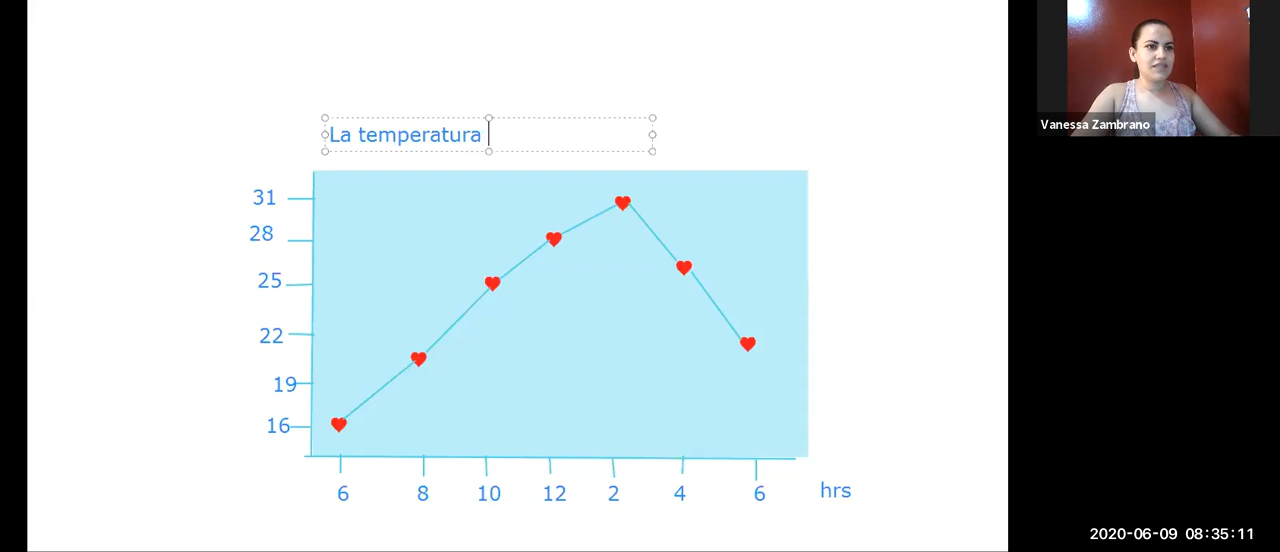 La temperatura
Vanessa Zambrano
31
28
25
22
19
16
6 8 10 12 2 4 6 hrs
2020-06-09 08:35:11